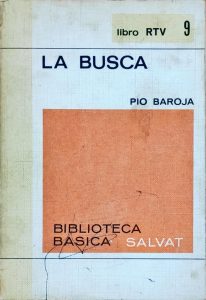 libro RTV 9
LA BUSCA
PIO BAROJA
BIBLIOTECA
BASICA SALVAT